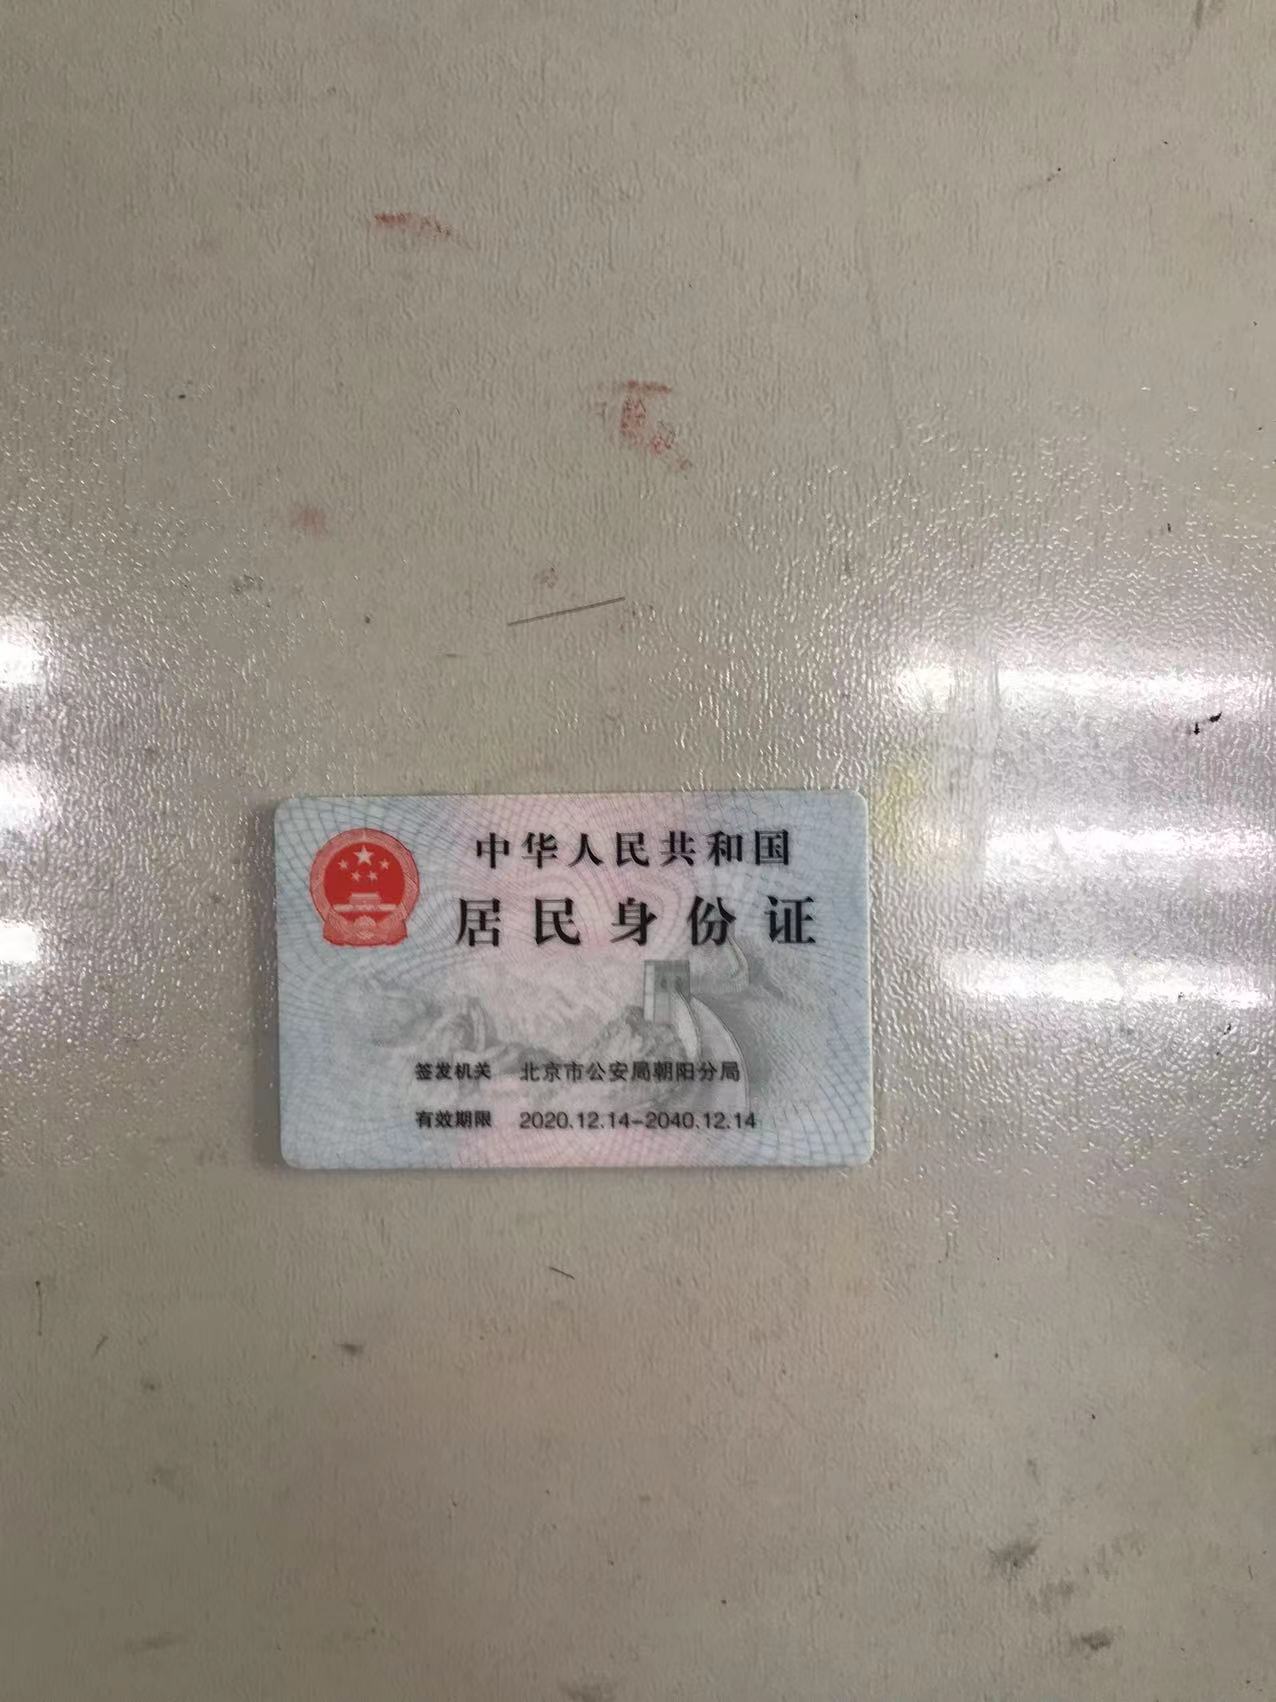 中华人民共和国
居民身份证
签发机关 北京市公安局朝阳分局
有效期限 2020.12.14-2040.12.14